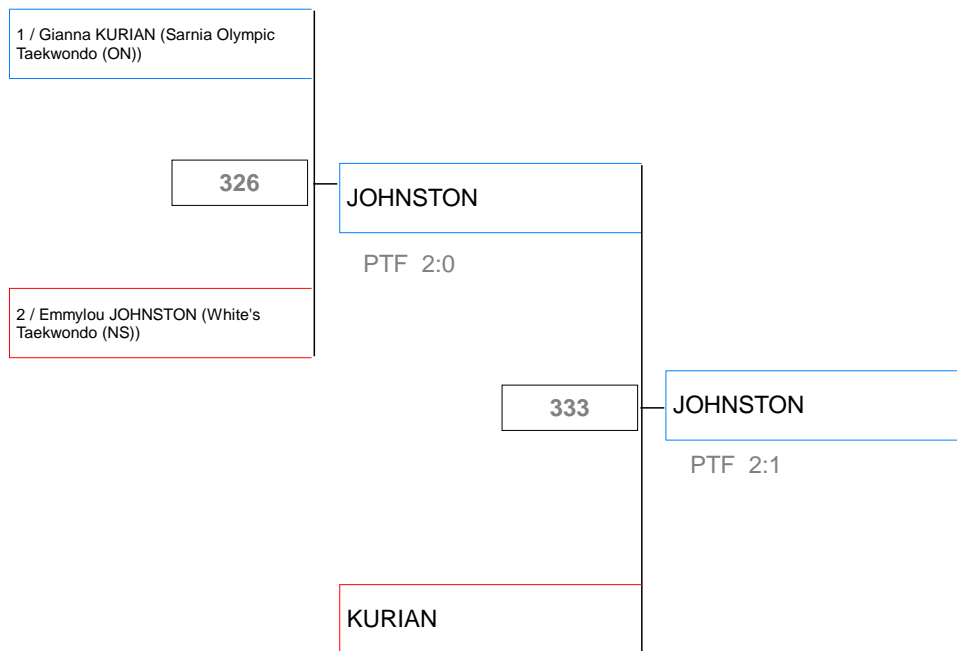 1 / Gianna KURIAN (Sarnia Olympic
Taekwondo (ON))
326
JOHNSTON
PTF 2:0
2 / Emmylou JOHNSTON (White's
Taekwondo (NS))
333
JOHNSTON
PTF 2:1
KURIAN